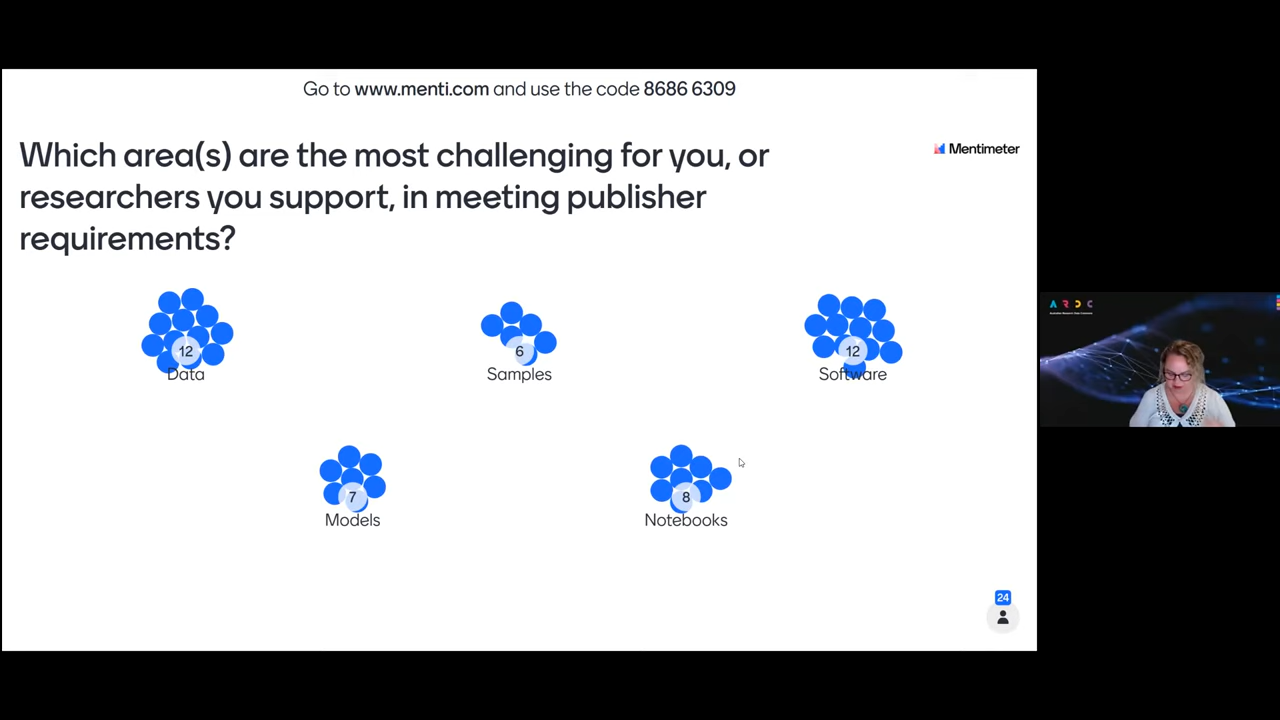 Go to www.menti.com and use the code 8686 6309
Which area(s) are the most challenging for you, or
researchers you support, in meeting publisher
requirements?
Mentimeter
12
Data
6
Samples
12
Software
7
Models
8
Notebooks
24
ARDC